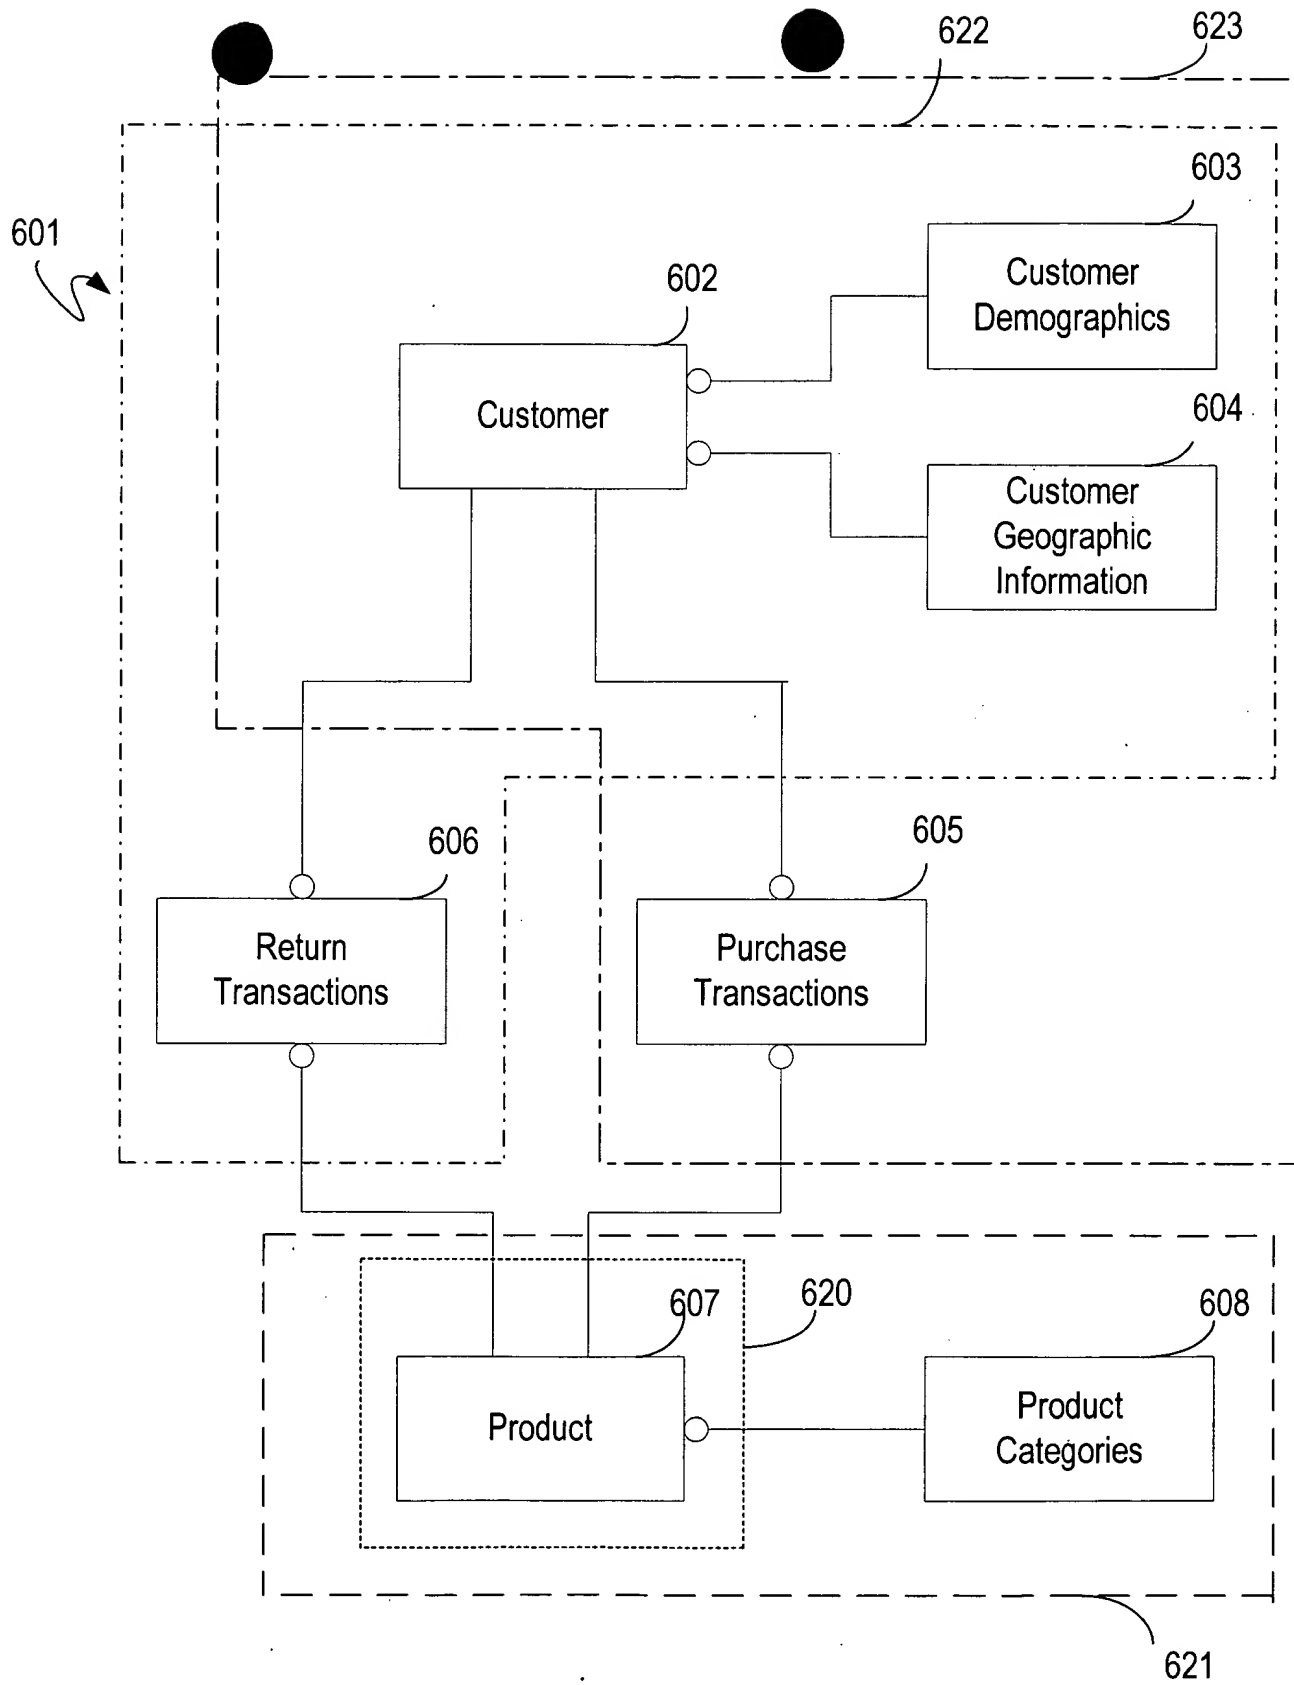 622
623
603
601
Customer
Demographics
602
Customer
604
Customer
Geographic
Information
606
605
Return
Transactions
Purchase
Transactions
607
620
608
Product
Product
Categories
621